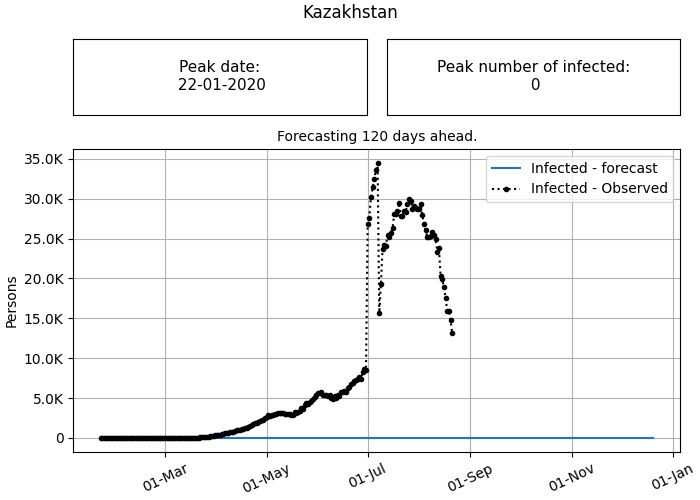 Kazakhstan
Peak date:
22-01-2020
Peak number of infected:
0
Forecasting 120 days ahead.
Infected - forecast
Infected - Observed
Persons
35.0K
30.0K
25.0K
20.0K
15.0K
10.0K
5.0K
0
01-Mar
01-May
01-Jul
01-Sep
01-Nov
01-Jan